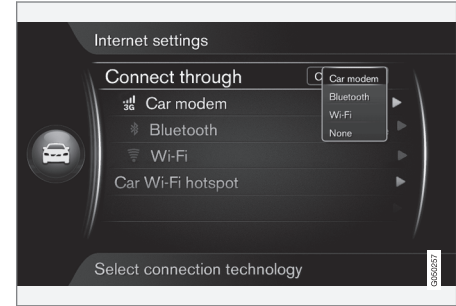 Internet settings
Connect through C
Car modem
Bluetooth
Wi-Fi
None
3G Car modem
Bluetooth
Wi-Fi
Car Wi-Fi hotspot
Select connection technology
G050257